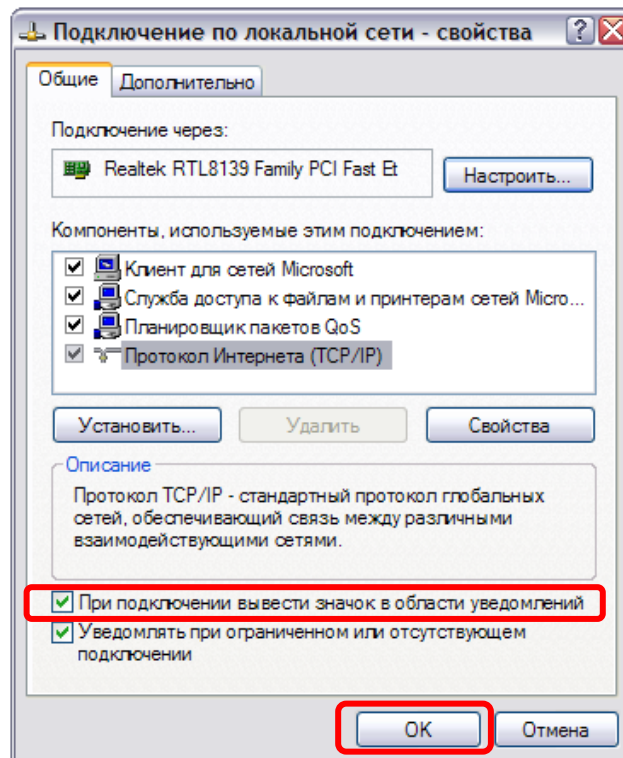 Подключение по локальной сети - свойства
Общие
Дополнительно
Подключение через:
Realtek RTL8139 Family PCI Fast Et
Настроить...
Компоненты, используемые этим подключением:
Клиент для сетей Microsoft
Служба доступа к файлам и принтерам сетей Micro...
Планировщик пакетов QoS
Протокол Интернета (TCP/IP)
Установить...
Удалить
Свойства
Описание
Протокол TCP/IP - стандартный протокол глобальных
сетей, обеспечивающий связь между различными
взаимодействующими сетями.
При подключении вывести значок в области уведомлений
Уведомлять при ограниченном или отсутствующем
подключении
OK
Отмена